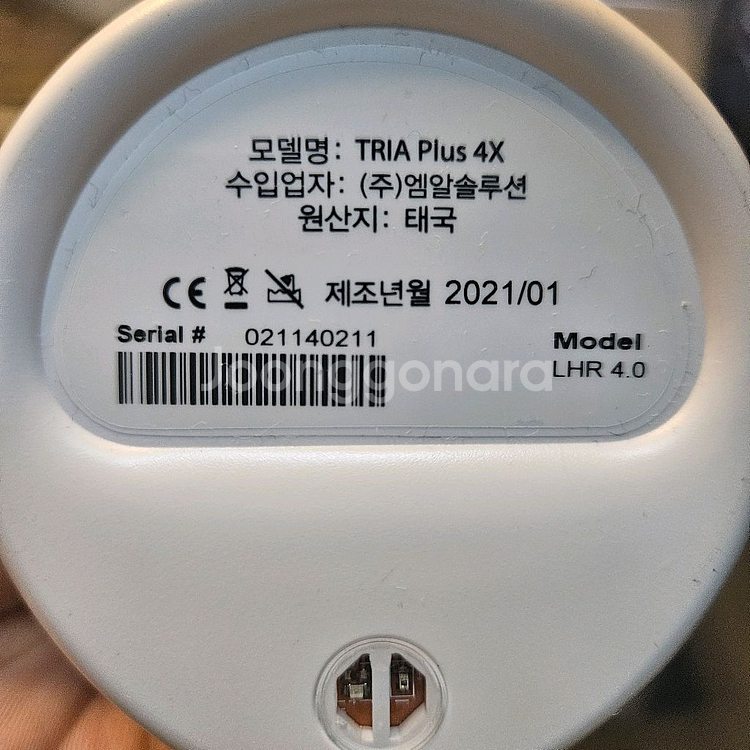 모델명: TRIA Plus 4X
수입업자: (주)엠알솔루션
원산지: 태국
CE 제조년월 2021/01
Serial # 021140211
Model
LHR 4.0
Joonggonara